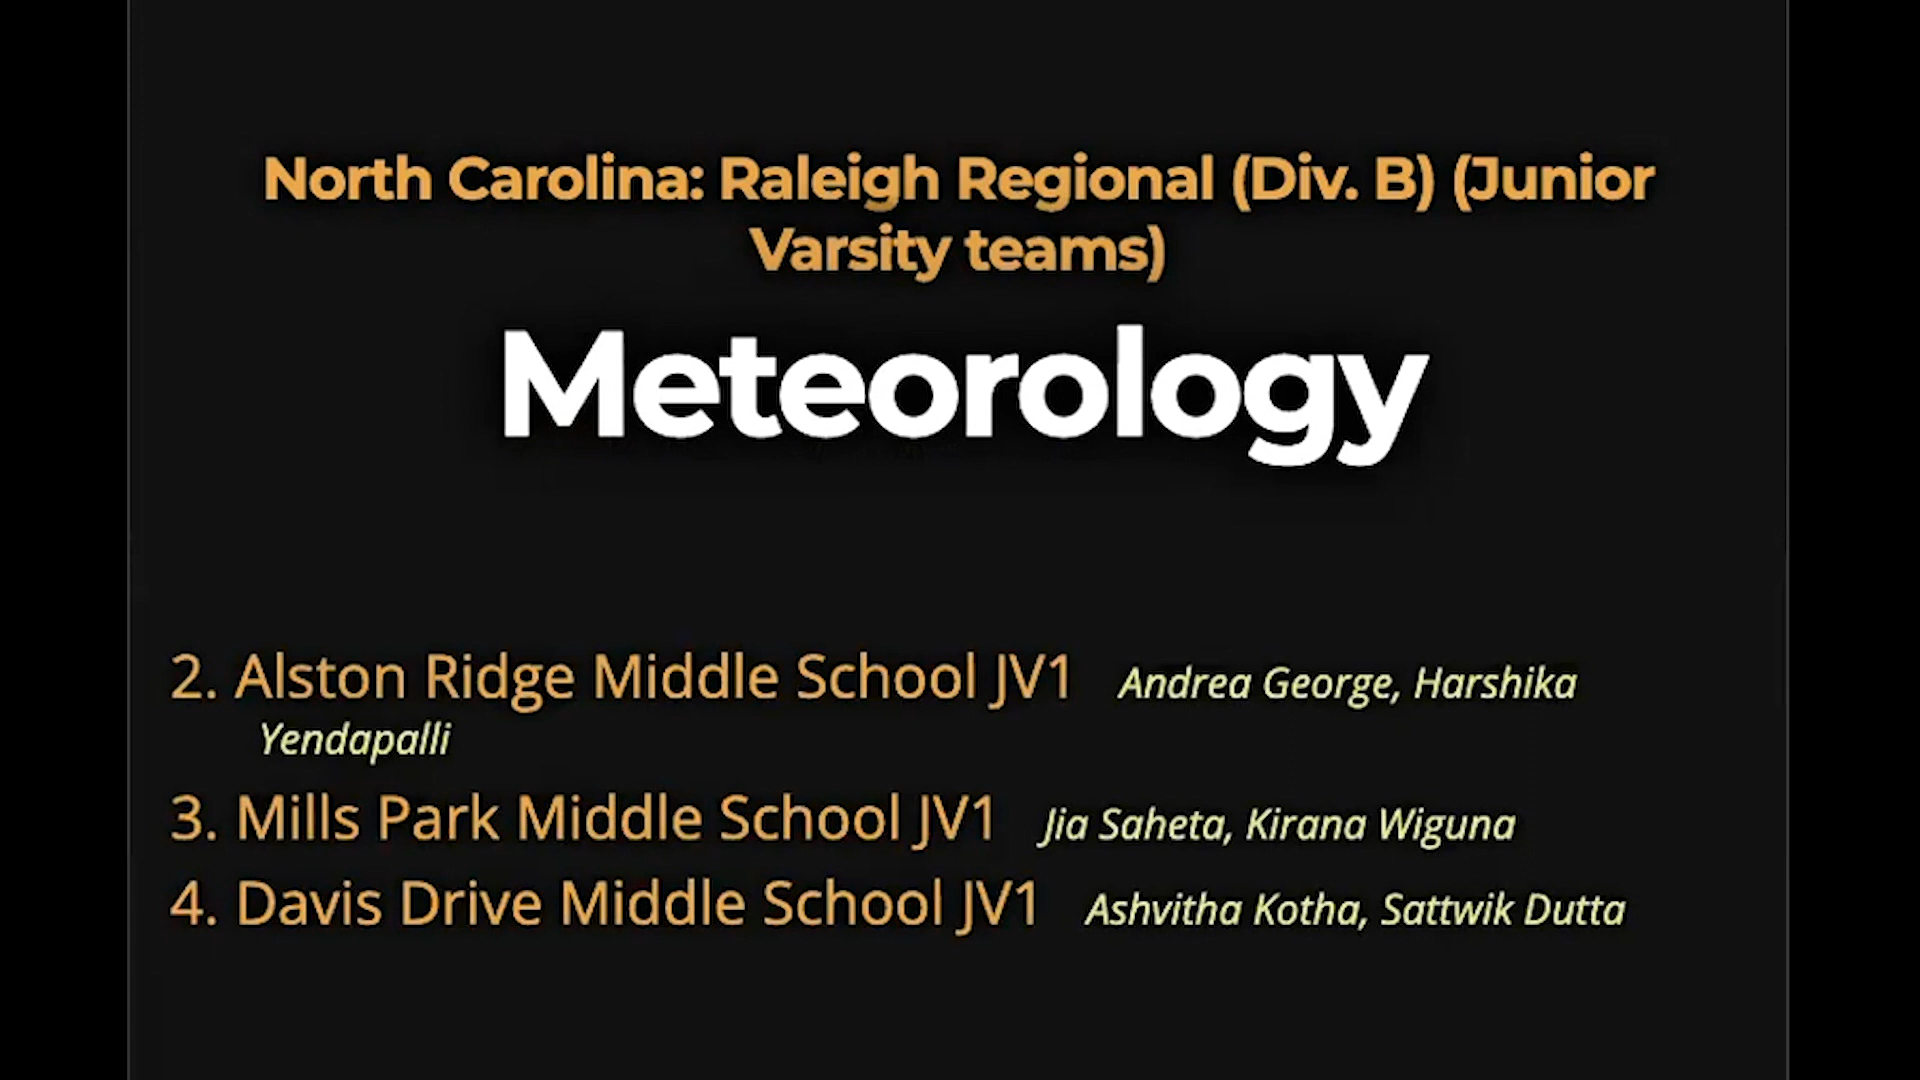 North Carolina: Raleigh Regional (Div. B) (Junior
Varsity teams)
Meteorology
2. Alston Ridge Middle School JV1 Andrea George, Harshika
Yendapalli
3. Mills Park Middle School JV1 Jia Saheta, Kirana Wiguna
4. Davis Drive Middle School JV1 Ashvitha Kotha, Sattwik Dutta